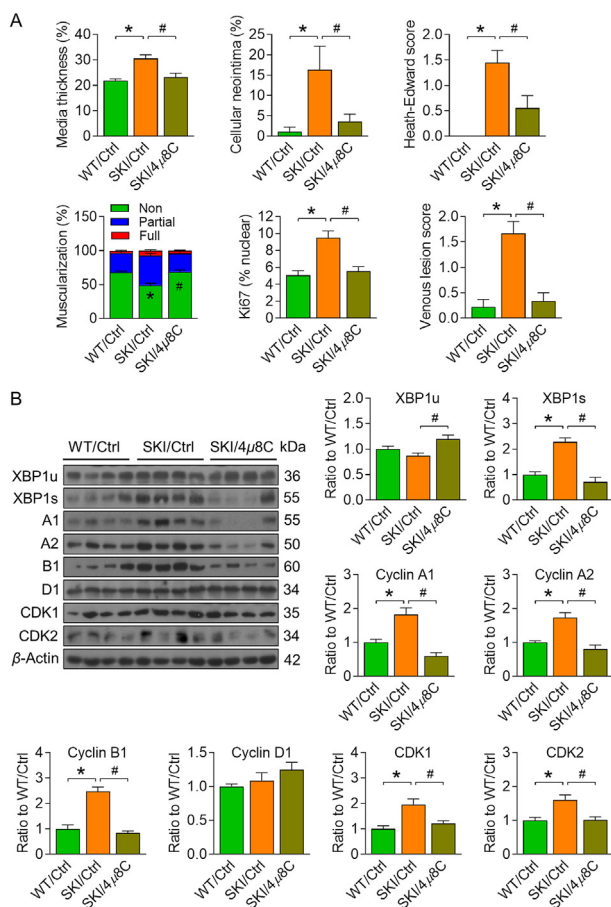 A
Media thickness (%)
40
30
20
10
0
*
#
WT/Ctrl
SKI/Ctrl
SKI/4μ8C
Cellular neointima (%)
25
20
15
10
5
0
*
#
WT/Ctrl
SKI/Ctrl
SKI/4μ8C
Heath-Edward score
2.0
1.5
1.0
0.5
0.0
*
#
WT/Ctrl
SKI/Ctrl
SKI/4μ8C
Muscularization (%)
150
100
50
0
Non
Partial
Full
*
#
WT/Ctrl
SKI/Ctrl
SKI/4μ8C
Ki67 (% nuclear)
12
10
8
6
4
2
0
*
#
WT/Ctrl
SKI/Ctrl
SKI/4μ8C
Venous lesion score
2.0
1.5
1.0
0.5
0.0
*
#
WT/Ctrl
SKI/Ctrl
SKI/4μ8C
B
WT/Ctrl SKI/Ctrl SKI/4μ8C kDa
XBP1u 36
XBP1s 55
A1 55
A2 50
B1 60
D1 34
CDK1 35
CDK2 34
β-Actin 42
XBP1u
Ratio to WT/Ctrl
2.0
1.5
1.0
0.5
0.0
#
WT/Ctrl
SKI/Ctrl
SKI/4μ8C
XBP1s
Ratio to WT/Ctrl
4
3
2
1
0
*
#
WT/Ctrl
SKI/Ctrl
SKI/4μ8C
Cyclin A1
Ratio to WT/Ctrl
3
2
1
0
*
#
WT/Ctrl
SKI/Ctrl
SKI/4μ8C
Cyclin A2
Ratio to WT/Ctrl
3
2
1
0
*
#
WT/Ctrl
SKI/Ctrl
SKI/4μ8C
Cyclin B1
Ratio to WT/Ctrl
4
3
2
1
0
*
#
WT/Ctrl
SKI/Ctrl
SKI/4μ8C
Cyclin D1
Ratio to WT/Ctrl
1.5
1.0
0.5
0.0
WT/Ctrl
SKI/Ctrl
SKI/4μ8C
CDK1
Ratio to WT/Ctrl
4
3
2
1
0
*
#
WT/Ctrl
SKI/Ctrl
SKI/4μ8C
CDK2
Ratio to WT/Ctrl
3
2
1
0
*
#
WT/Ctrl
SKI/Ctrl
SKI/4μ8C